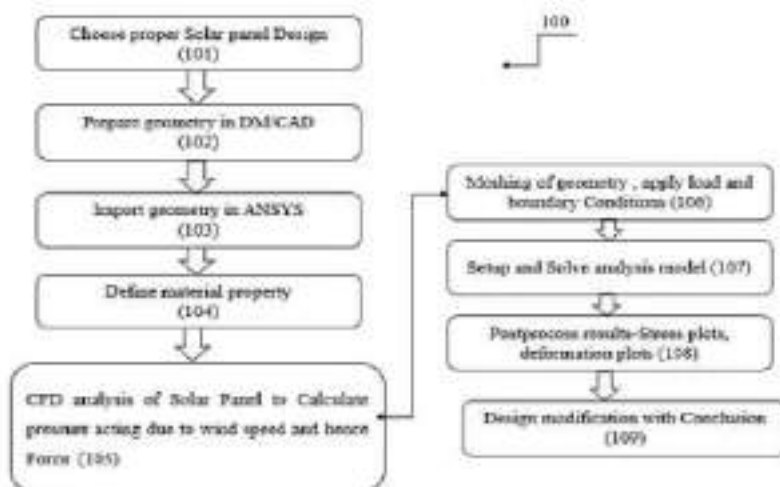 Choose proper Solar panel Design
(101)
Prepare geometry in DM/CAD
(102)
Import geometry in ANSYS
(103)
Define material property
(104)
CFD analysis of Solar Panel to Calculate
pressure acting due to wind speed and hence
Force (105)
100
Meshing of geometry , apply load and
boundary Conditions (106)
Setup and Solve analysis model (107)
Postprocess results-Stress plots,
deformation plots (108)
Design modification with Conclusion
(109)